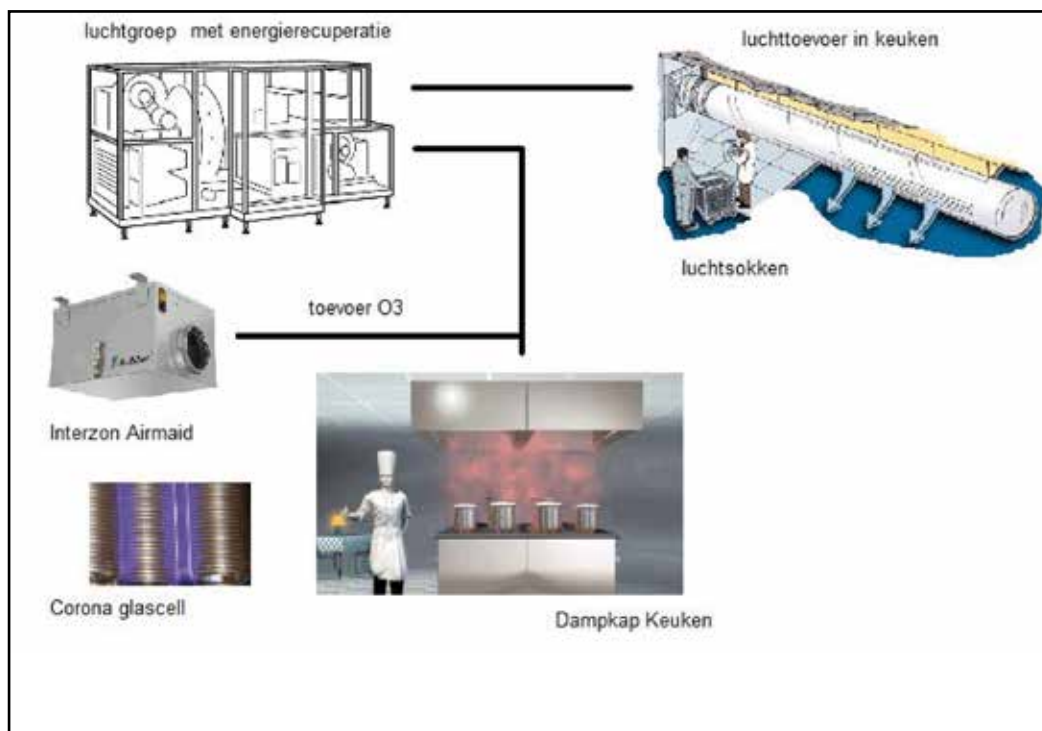 luchtgroep met energierecuperatie
luchttoevoer in keuken
luchtsokken
toevoer O3
Interzon Airmaid
Corona glascell
Dampkap Keuken